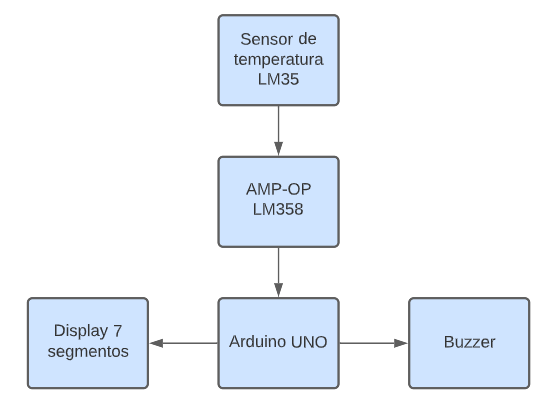 Sensor de
temperatura
LM35
AMP-OP
LM358
Display 7
segmentos
Arduino UNO
Buzzer